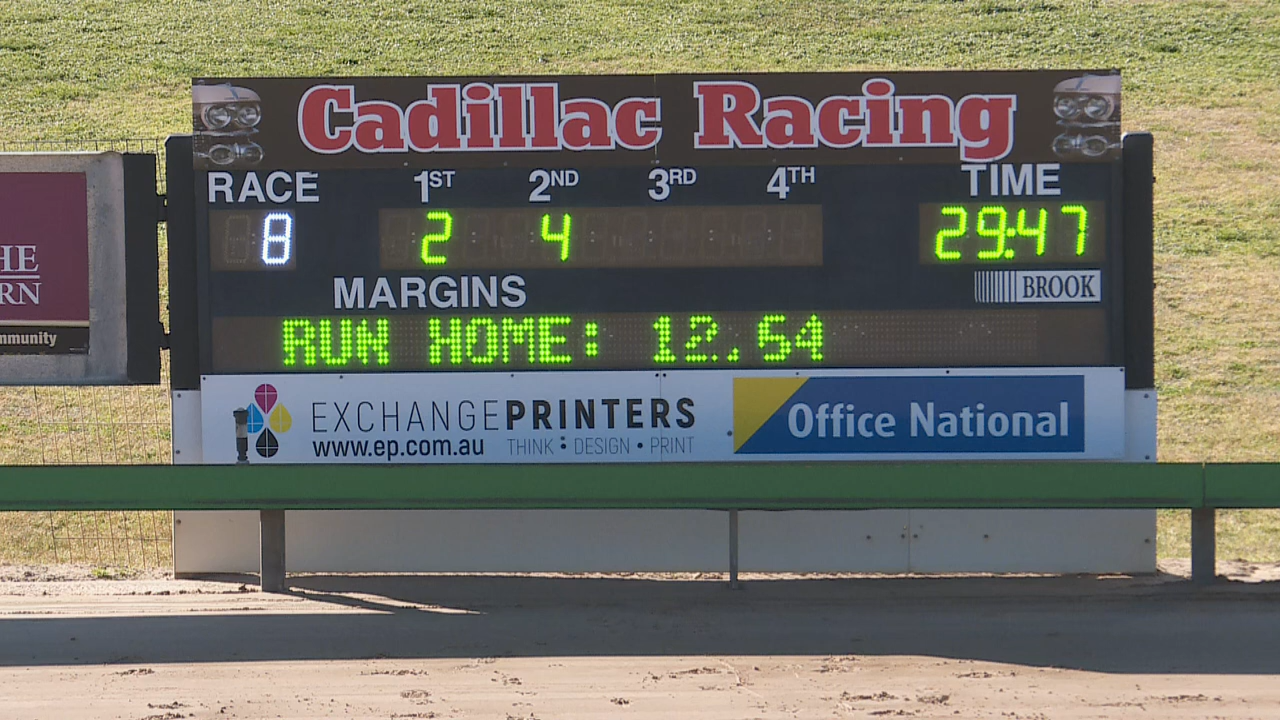 Cadillac Racing
RACE 1ST 2ND 3RD 4TH TIME
8 2 4 29:47
MARGINS
BROOK
RUN HOME: 12.54
HE
RN
mmunity
EXCHANGEPRINTERS
www.ep.com.au THINK : DESIGN • PRINT
Office National